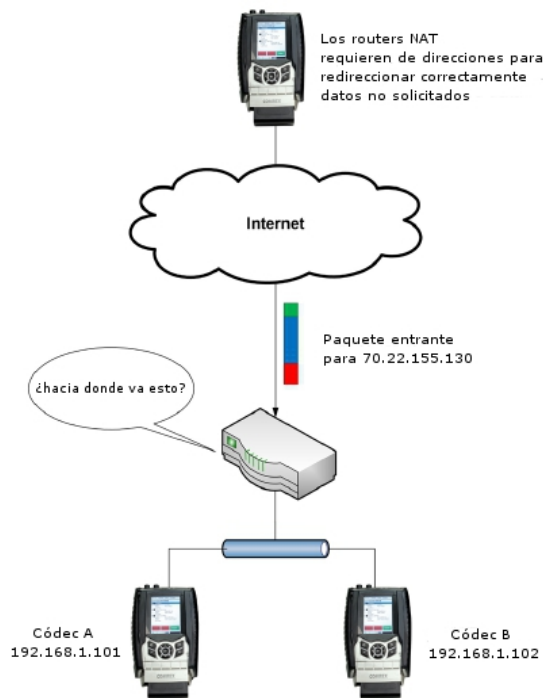 Los routers NAT
requieren de direcciones para
redireccionar correctamente
datos no solicitados
Internet
Paquete entrante
para 70.22.155.130
¿hacia donde va esto?
Códec A
192.168.1.101
Códec B
192.168.1.102